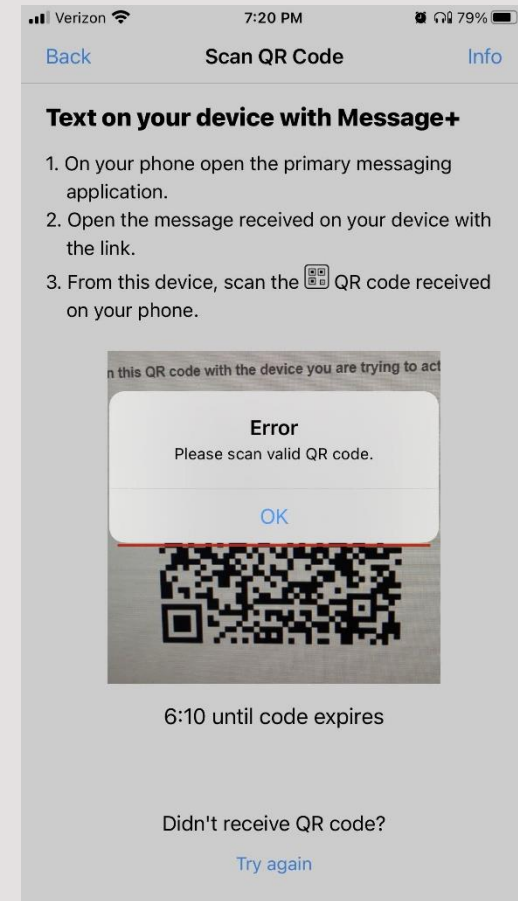 Verizon 7:20 PM 79%
Back Scan QR Code Info
Text on your device with Message+
1. On your phone open the primary messaging
application.
2. Open the message received on your device with
the link.
3. From this device, scan the QR code received
on your phone.
this QR code with the device you are trying to
Error
Please scan valid QR code.
OK
6:10 until code expires
Didn't receive QR code?
Try again